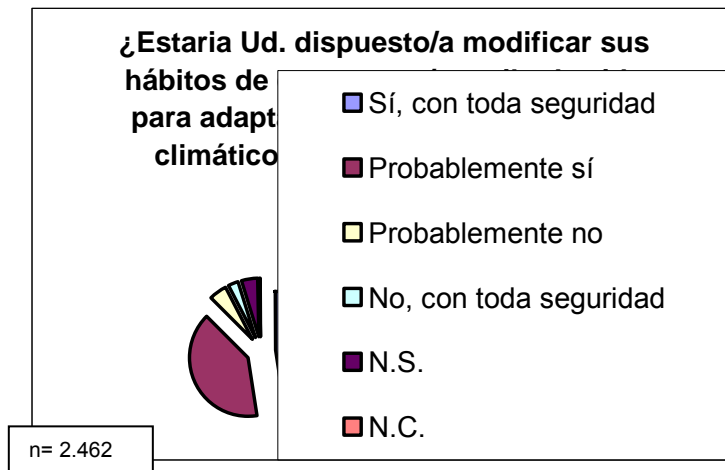 ¿Estaria Ud. dispuesto/a modificar sus
hábitos de
para adapta
climático
Sí, con toda seguridad
Probablemente sí
Probablemente no
No, con toda seguridad
N.S.
N.C.
n= 2.462